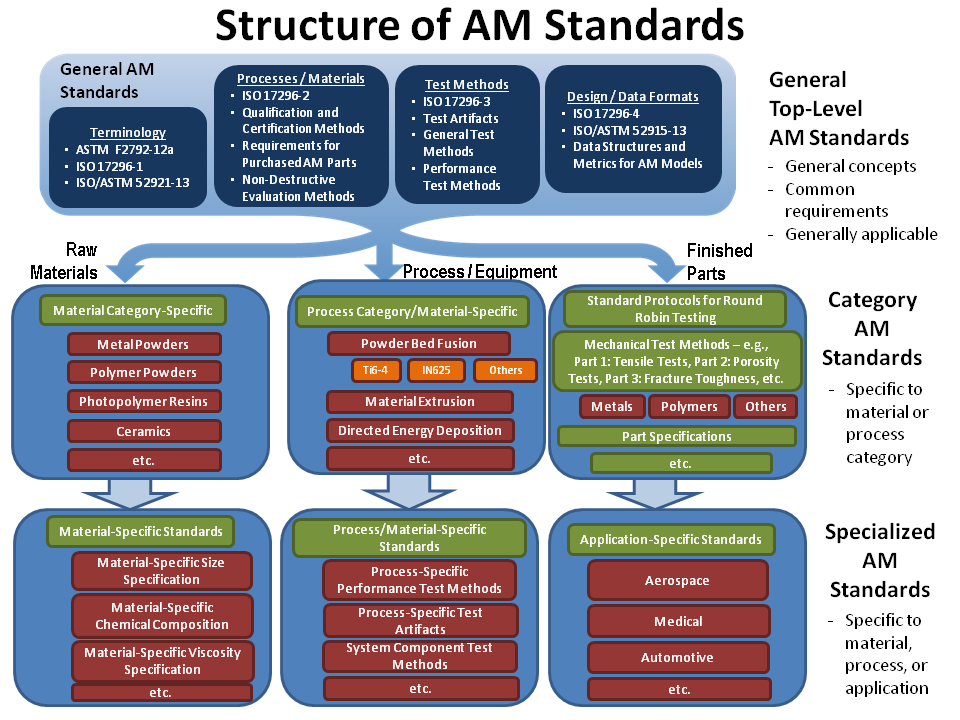 Structure of AM Standards
General AM
Standards
Terminology
• ASTM F2792-12a
• ISO 17296-1
• ISO/ASTM 52921-13
Processes / Materials
• ISO 17296-2
• Qualification and
Certification Methods
• Requirements for
Purchased AM Parts
• Non-Destructive
Evaluation Methods
Test Methods
• ISO 17296-3
• Test Artifacts
• General Test
Methods
• Performance
Test Methods
Design / Data Formats
• ISO 17296-4
• ISO/ASTM 52915-13
• Data Structures and
Metrics for AM Models
General
Top-Level
AM Standards
- General concepts
- Common
requirements
- Generally applicable
Raw
Materials
Process / Equipment
Finished
Parts
Material Category-Specific
Metal Powders
Polymer Powders
Photopolymer Resins
Ceramics
etc.
Process Category/Material-Specific
Powder Bed Fusion
Ti6-4
IN625
Others
Material Extrusion
Directed Energy Deposition
etc.
Standard Protocols for Round
Robin Testing
Mechanical Test Methods – e.g.,
Part 1: Tensile Tests, Part 2: Porosity
Tests, Part 3: Fracture Toughness, etc.
Metals
Polymers
Others
Part Specifications
etc.
Category
AM
Standards
- Specific to
material or
process
category
Material-Specific Standards
Material-Specific Size
Specification
Material-Specific
Chemical Composition
Material-Specific Viscosity
Specification
etc.
Process/Material-Specific
Standards
Process-Specific
Performance Test Methods
Process-Specific Test
Artifacts
System Component Test
Methods
etc.
Application-Specific Standards
Aerospace
Medical
Automotive
etc.
Specialized
AM
Standards
- Specific to
material,
process, or
application